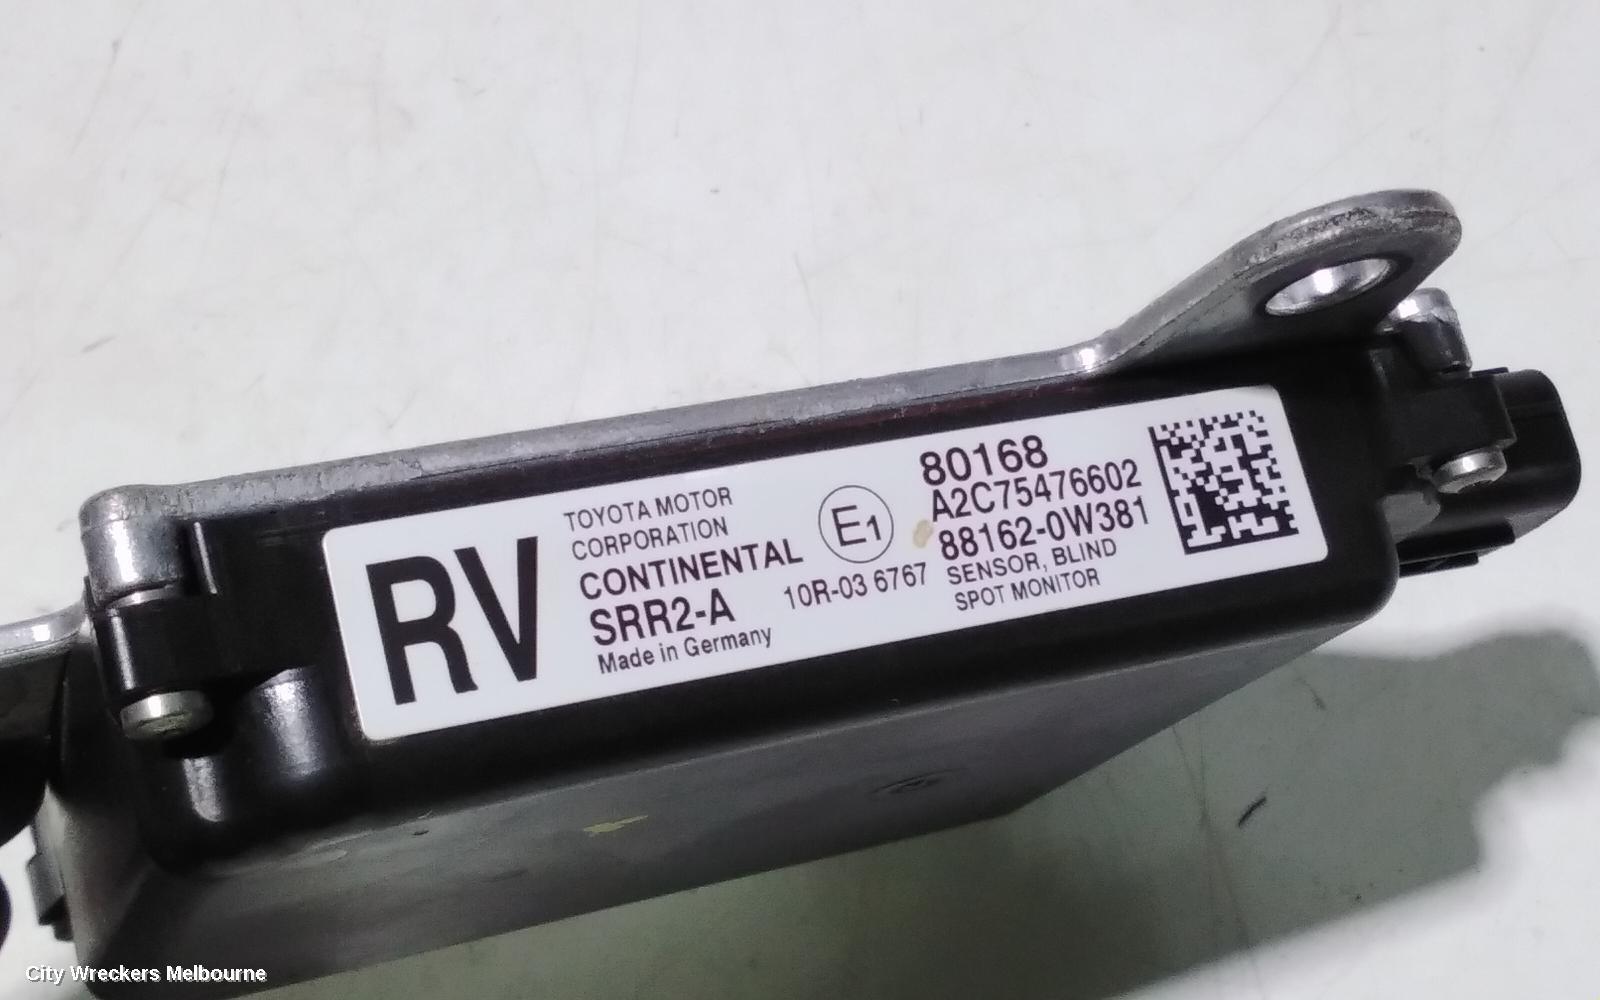 RV
TOYOTA MOTOR
CORPORATION
CONTINENTAL
SRR2-A
Made in Germany
E1
10R-03 6767
80168
A2C75476602
88162-0W381
SENSOR, BLIND
SPOT MONITOR
City Wreckers Melbourne